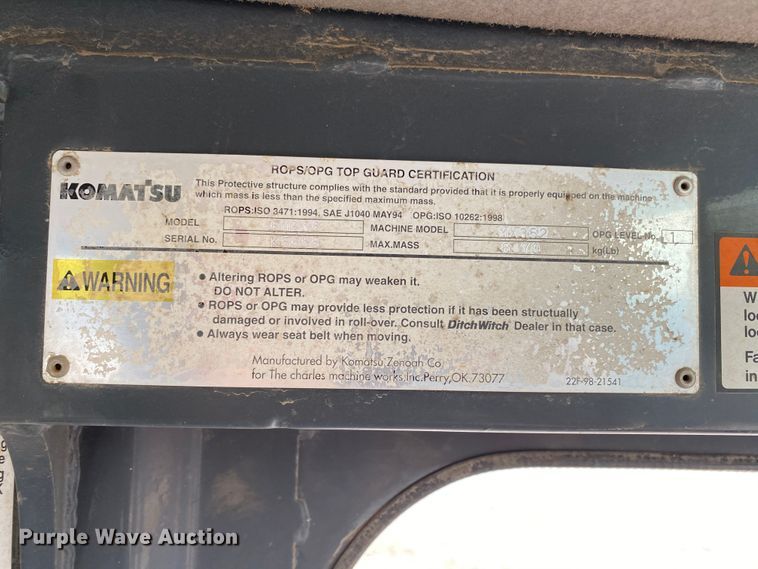 ROPS/OPG TOP GUARD CERTIFICATION
KOMATSU
This Protective structure complies with the standard provided that it is properly equipped on the machine
which mass is less than the specified maximum mass.
ROPS:ISO 3471:1994, SAE J1040 MAY94 OPG:ISO 10262:1998
MODEL MACHINE MODEL OPG LEVEL No. 1
SERIAL No. MAX.MASS kg(Lb)
WARNING
• Altering ROPS or OPG may weaken it.
DO NOT ALTER.
• ROPS or OPG may provide less protection if it has been structually
damaged or involved in roll-over. Consult DitchWitch Dealer in that case.
• Always wear seat belt when moving.
Manufactured by Komatsu Zenoah Co.
for The charles machine works,Inc.Perry,OK.73077
22F-98-21541
W
loc
loc
Fa
in
Purple Wave Auction